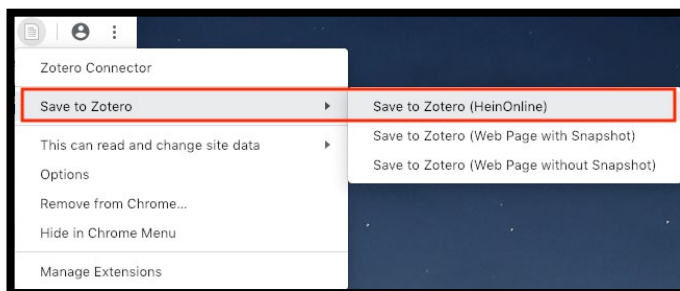 Zotero Connector
Save to Zotero
Save to Zotero (HeinOnline)
Save to Zotero (Web Page with Snapshot)
Save to Zotero (Web Page without Snapshot)
This can read and change site data
Options
Remove from Chrome...
Hide in Chrome Menu
Manage Extensions